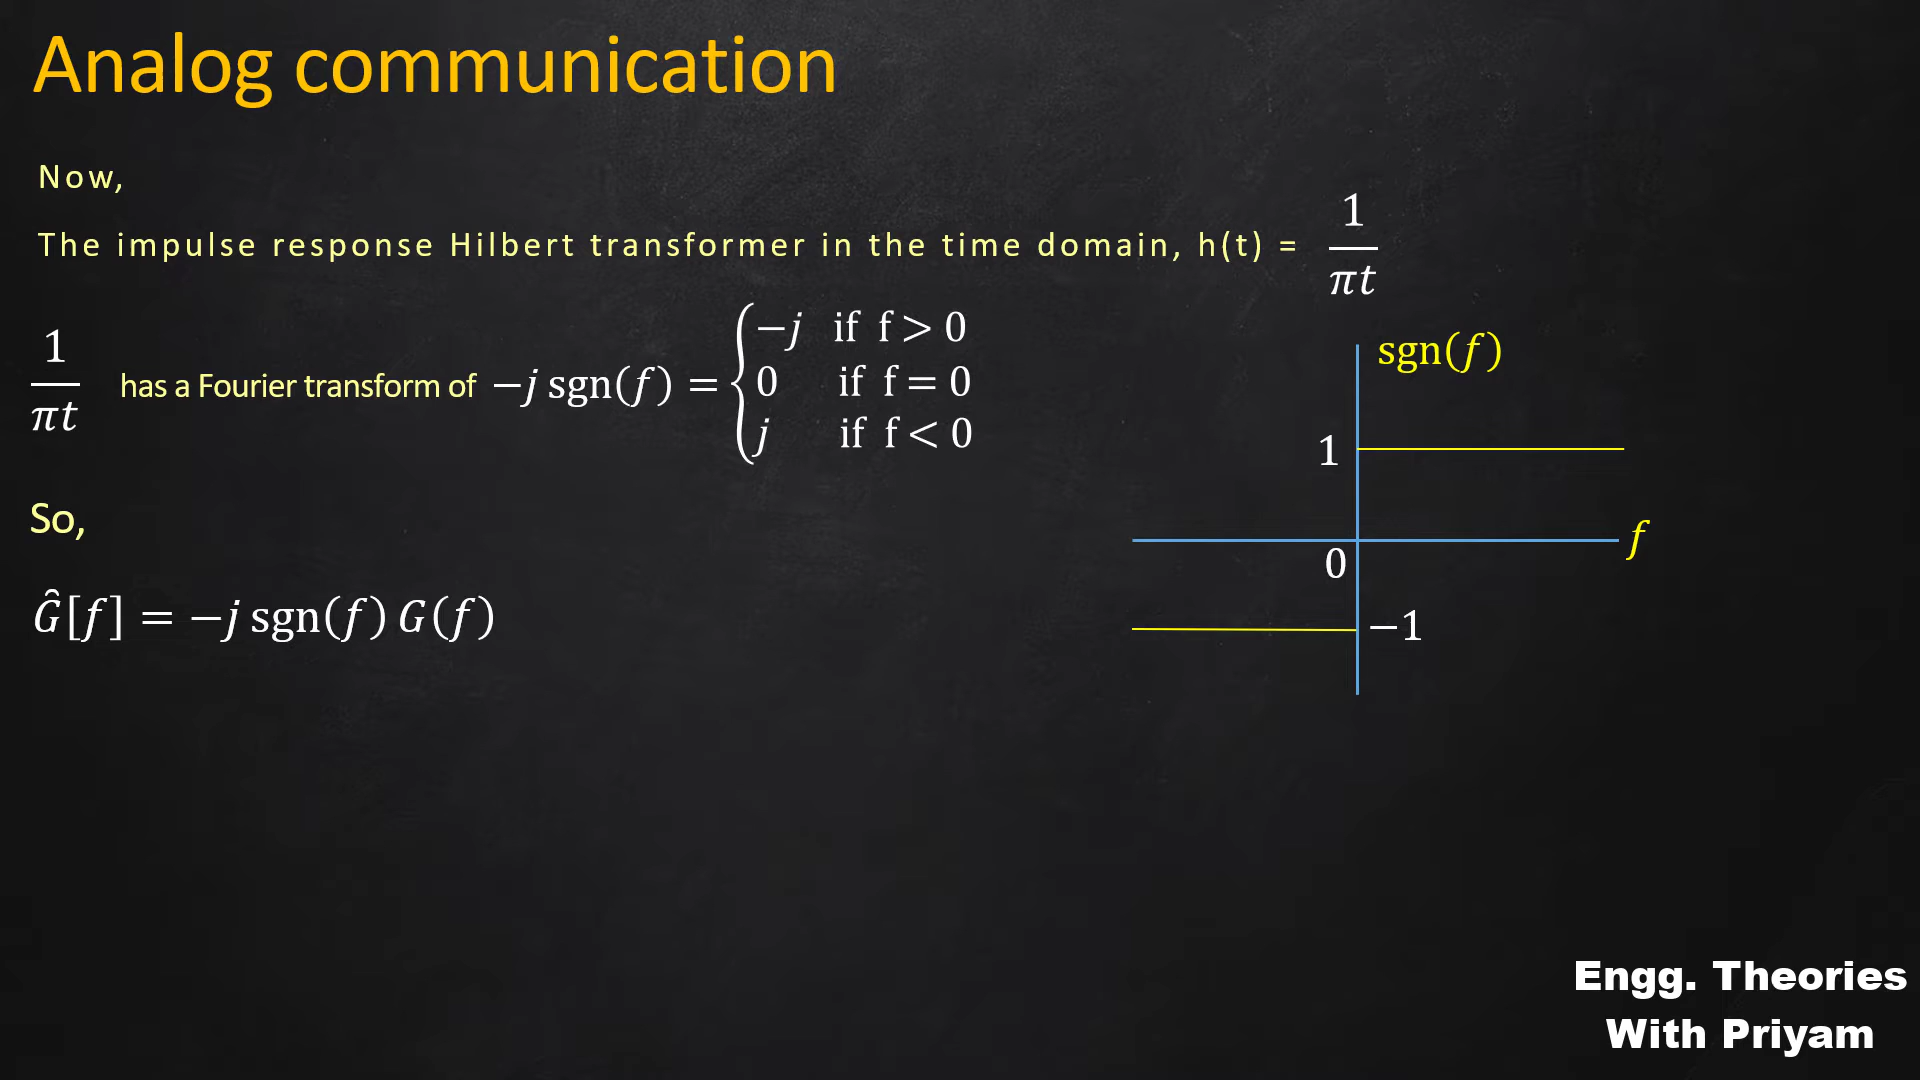 Analog communication
Now,
The impulse response Hilbert transformer in the time domain, h(t) = 1/πt
1/πt has a Fourier transform of −j sgn(f) = { −j if f > 0
0 if f = 0
j if f < 0
sgn(f)
1
f
0
−1
So,
Ĝ[f] = −j sgn(f) G(f)
Engg. Theories
With Priyam